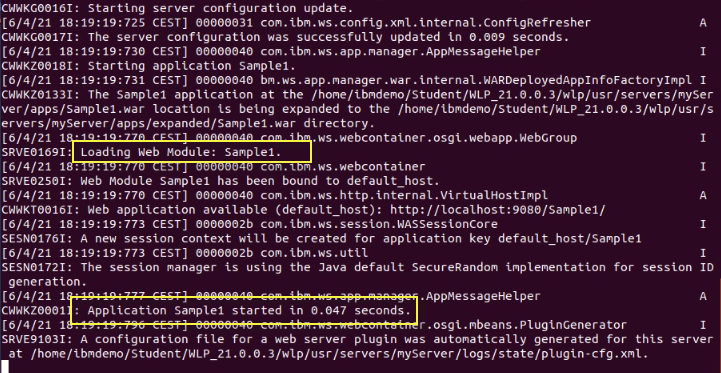 CWWKG0016I: Starting server configuration update.
[6/4/21 18:19:19:725 CEST] 00000031 com.ibm.ws.config.xml.internal.ConfigRefresher A
CWWKG0017I: The server configuration was successfully updated in 0.009 seconds.
[6/4/21 18:19:19:730 CEST] 00000040 com.ibm.ws.app.manager.AppMessageHelper I
CWWKZ0018I: Starting application Sample1.
[6/4/21 18:19:19:731 CEST] 00000040 bm.ws.app.manager.war.internal.WARDeployedAppInfoFactoryImpl I
CWWKZ0133I: The Sample1 application at the /home/ibmdemo/Student/WLP_21.0.0.3/wlp/usr/servers/mySer
ver/apps/Sample1.war location is being expanded to the /home/ibmdemo/Student/WLP_21.0.0.3/wlp/usr/s
ervers/myServer/apps/expanded/Sample1.war directory.
[6/4/21 18:19:19:770 CEST] 00000040 com.ibm.ws.webcontainer.osgi.webapp.WebGroup I
SRVE0169I: Loading Web Module: Sample1.
[6/4/21 18:19:19:770 CEST] 00000040 com.ibm.ws.webcontainer I
SRVE0250I: Web Module Sample1 has been bound to default_host.
[6/4/21 18:19:19:770 CEST] 00000040 com.ibm.ws.http.internal.VirtualHostImpl A
CWWKT0016I: Web application available (default_host): http://localhost:9080/Sample1/
[6/4/21 18:19:19:773 CEST] 0000002b com.ibm.ws.session.WASSessionCore I
SESN0176I: A new session context will be created for application key default_host/Sample1
[6/4/21 18:19:19:773 CEST] 0000002b com.ibm.ws.util I
SESN0172I: The session manager is using the Java default SecureRandom implementation for session ID
generation.
[6/4/21 18:19:19:777 CEST] 00000040 com.ibm.ws.app.manager.AppMessageHelper A
CWWKZ0001I: Application Sample1 started in 0.047 seconds.
[6/4/21 18:19:19:796 CEST] 00000040 com.ibm.ws.webcontainer.osgi.mbeans.PluginGenerator I
SRVE9103I: A configuration file for a web server plugin was automatically generated for this server
at /home/ibmdemo/Student/WLP_21.0.0.3/wlp/usr/servers/myServer/logs/state/plugin-cfg.xml.